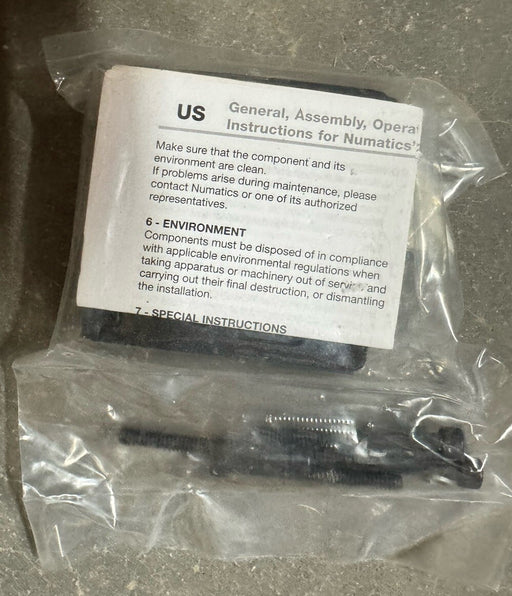 US
General, Assembly, Opera
Instructions for Numatics'
Make sure that the component and its
environment are clean.
If problems arise during maintenance, please
contact Numatics or one of its authorized
representatives.
6 - ENVIRONMENT
Components must be disposed of in compliance
with applicable environmental regulations when
taking apparatus or machinery out of service and
carrying out their final destruction, or dismantling
the installation.
7 - SPECIAL INSTRUCTIONS